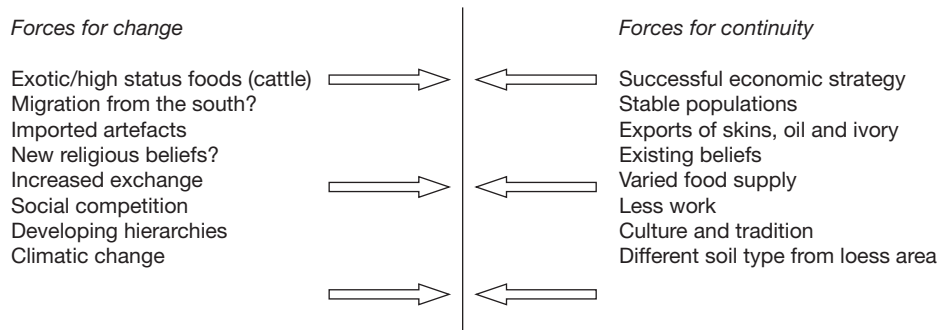 Forces for change
Exotic/high status foods (cattle)
Migration from the south?
Imported artefacts
New religious beliefs?
Increased exchange
Social competition
Developing hierarchies
Climatic change
Forces for continuity
Successful economic strategy
Stable populations
Exports of skins, oil and ivory
Existing beliefs
Varied food supply
Less work
Culture and tradition
Different soil type from loess area